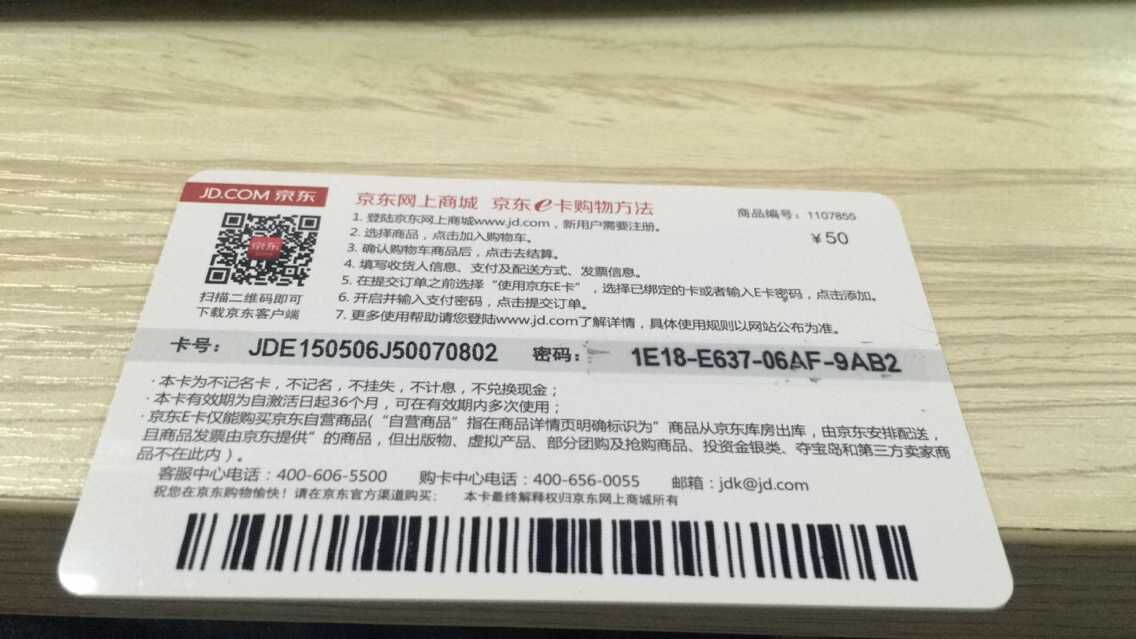 JD.COM 京东
京东网上商城 京东e卡购物方法
商品编号：1107855
￥50
1. 登陆京东网上商城www.jd.com，新用户需要注册。
2. 选择商品，点击加入购物车。
3. 确认购物车商品后，点击去结算。
4. 填写收货人信息、支付及配送方式、发票信息。
5. 在提交订单之前选择“使用京东E卡”，选择已绑定的卡或者输入E卡密码，点击添加。
6. 开启并输入支付密码，点击提交订单。
7. 更多使用帮助请您登陆www.jd.com了解详情，具体使用规则以网站公布为准。
京东
扫描二维码即可
下载京东客户端
卡号： JDE150506J50070802 密码： 1E18-E637-06AF-9AB2
·本卡为不记名卡，不记名，不挂失，不计息，不兑换现金；
·本卡有效期为自激活日起36个月，可在有效期内多次使用；
·京东E卡仅能购买京东自营商品(“自营商品”指在商品详情页明确标识为”商品从京东库房出库，由京东安排配送，
且商品发票由京东提供”的商品，但出版物、虚拟产品、部分团购及抢购商品、投资金银类、夺宝岛和第三方卖家商
品不在此内）。
客服中心电话：400-606-5500 购卡中心电话：400-656-0055 邮箱：jdk@jd.com
祝您在京东购物愉快！请在京东官方渠道购买： 本卡最终解释权归京东网上商城所有